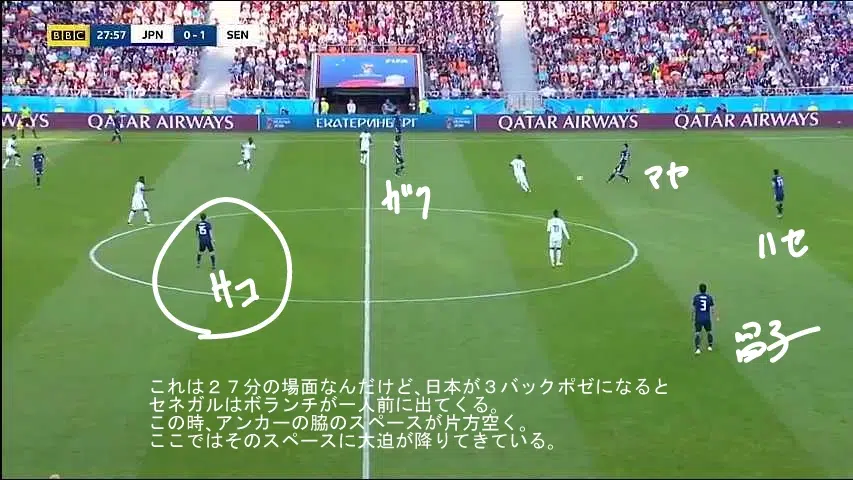 BBC 27:57 JPN 0-1 SEN
FIFA
QATAR AIRWAYS ЕКАТЕРИНБУРГ QATAR AIRWAYS QATAR AIRWAYS
マヤ
ガク
ハセ
サコ
昌子
15
10
3
これは２７分の場面なんだけど、日本が３バックポゼになると
セネガルはボランチが一人前に出てくる。
この時、アンカーの脇のスペースが片方空く。
ここではそのスペースに大迫が降りてきている。